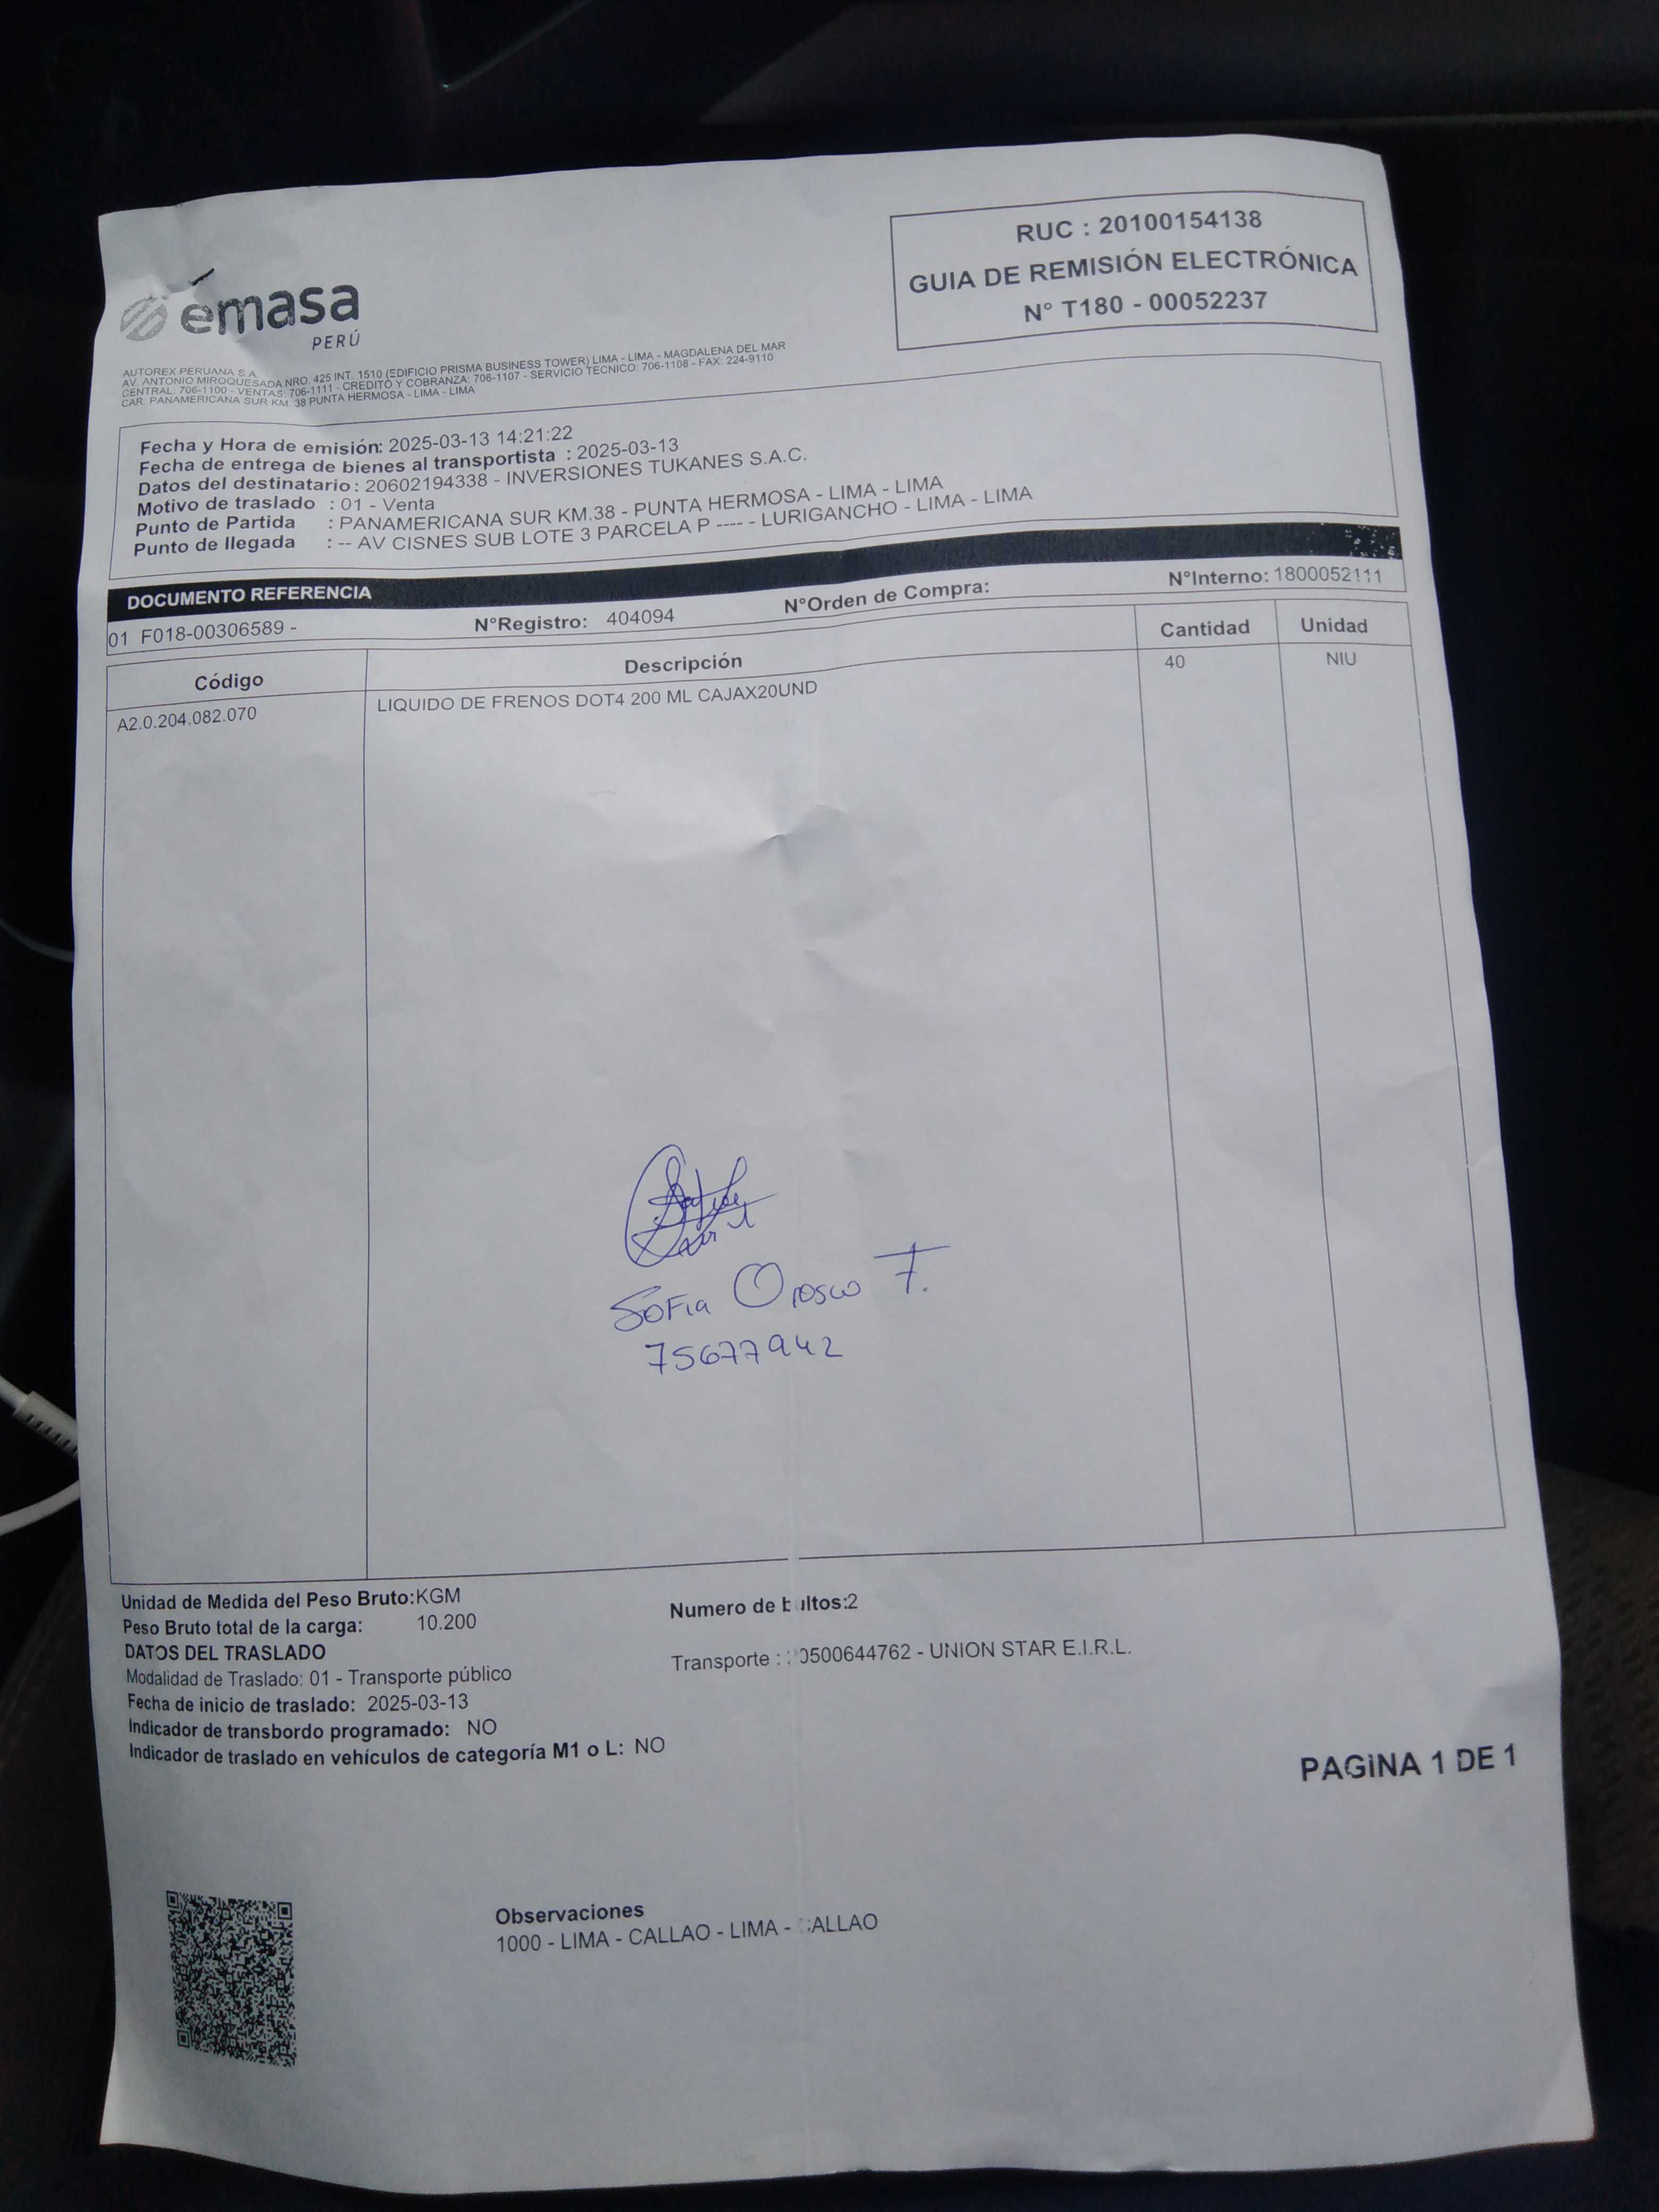 émasa
PERÚ
RUC : 20100154138
GUIA DE REMISIÓN ELECTRÓNICA
N° T180 - 00052237
AUTOREX PERUANA S.A.
AV. ANTONIO MIROQUESADA NRO. 425 INT. 1510 (EDIFICIO PRISMA BUSINESS TOWER) LIMA - LIMA - MAGDALENA DEL MAR
CENTRAL: 706-1100 - VENTAS: 706-1111 - CREDITO Y COBRANZA: 706-1107 - SERVICIO TECNICO: 706-1108 - FAX: 224-9110
CAR. PANAMERICANA SUR KM. 38 PUNTA HERMOSA - LIMA - LIMA
Fecha y Hora de emisión: 2025-03-13 14:21:22
Fecha de entrega de bienes al transportista : 2025-03-13
Datos del destinatario : 20602194338 - INVERSIONES TUKANES S.A.C.
Motivo de traslado : 01 - Venta
Punto de Partida : PANAMERICANA SUR KM.38 - PUNTA HERMOSA - LIMA - LIMA
Punto de llegada : -- AV CISNES SUB LOTE 3 PARCELA P ---- - LURIGANCHO - LIMA - LIMA
DOCUMENTO REFERENCIA
01 F018-00306589 - N°Registro: 404094 N°Orden de Compra: N°Interno: 1800052111
Código Descripción Cantidad Unidad
A2.0.204.082.070 LIQUIDO DE FRENOS DOT4 200 ML CAJAX20UND 40 NIU
Sofia Orosco T.
75677942
Unidad de Medida del Peso Bruto:KGM
Peso Bruto total de la carga: 10.200 Numero de bultos:2
DATOS DEL TRASLADO
Modalidad de Traslado: 01 - Transporte público Transporte : 0500644762 - UNION STAR E.I.R.L.
Fecha de inicio de traslado: 2025-03-13
Indicador de transbordo programado: NO
Indicador de traslado en vehículos de categoría M1 o L: NO
PAGINA 1 DE 1
Observaciones
1000 - LIMA - CALLAO - LIMA - CALLAO